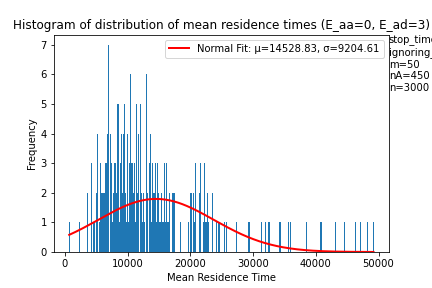 Histogram of distribution of mean residence times (E_aa=0, E_ad=3)
stop_time
ignoring_
m=50
nA=450
n=3000
Normal Fit: μ=14528.83, σ=9204.61
Frequency
7
6
5
4
3
2
1
0
0
10000
20000
30000
40000
50000
Mean Residence Time